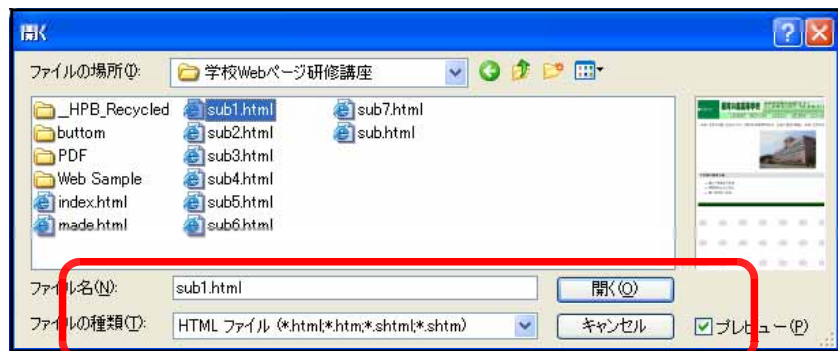 開く
ファイルの場所(I):
学校Webページ研修講座
_HPB_Recycled sub1.html sub7.html
buttom sub2.html sub.html
PDF sub3.html
Web Sample sub4.html
index.html sub5.html
made.html sub6.html
ファイル名(N):
sub1.html
開く(O)
ファイルの種類(T):
HTML ファイル (*.html;*.htm;*.shtml;*.shtm)
キャンセル
プレビュー(P)